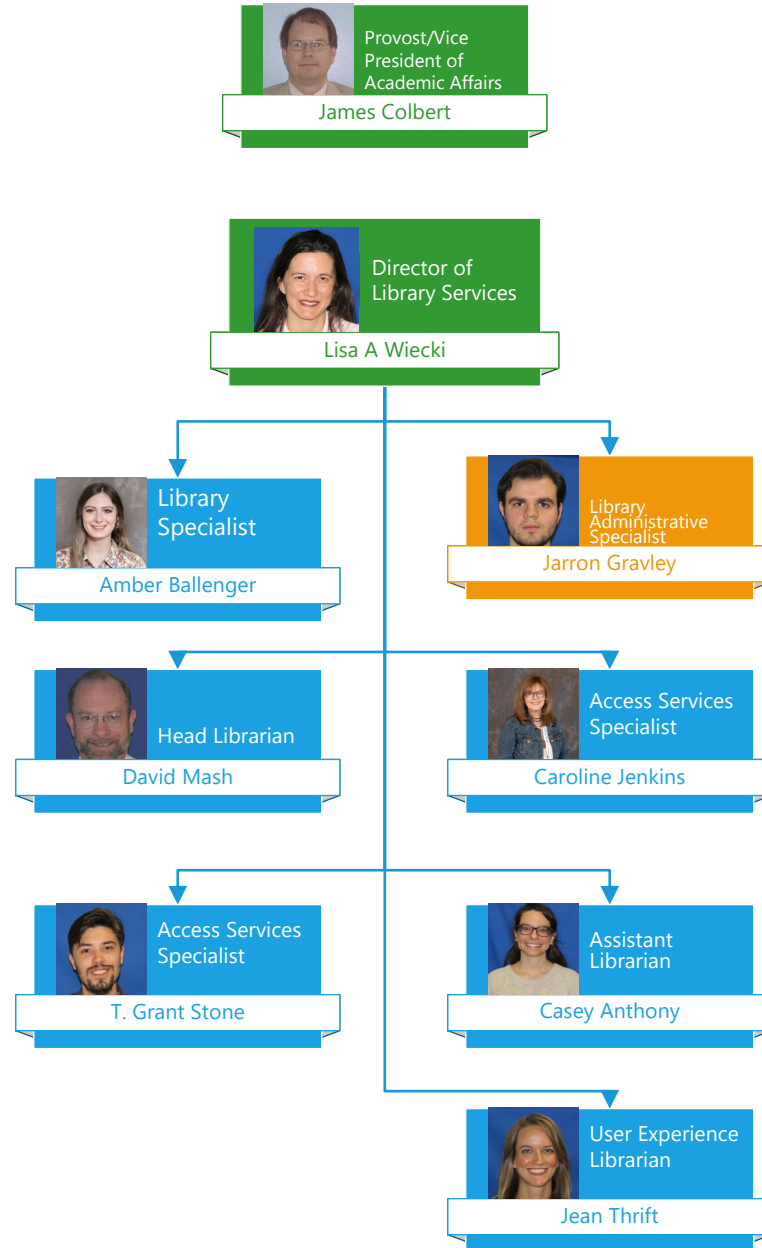 Provost/Vice
President of
Academic Affairs
James Colbert
Director of
Library Services
Lisa A Wiecki
Library
Specialist
Amber Ballenger
Library
Administrative
Specialist
Jarron Gravley
Head Librarian
David Mash
Access Services
Specialist
Caroline Jenkins
Access Services
Specialist
T. Grant Stone
Assistant
Librarian
Casey Anthony
User Experience
Librarian
Jean Thrift